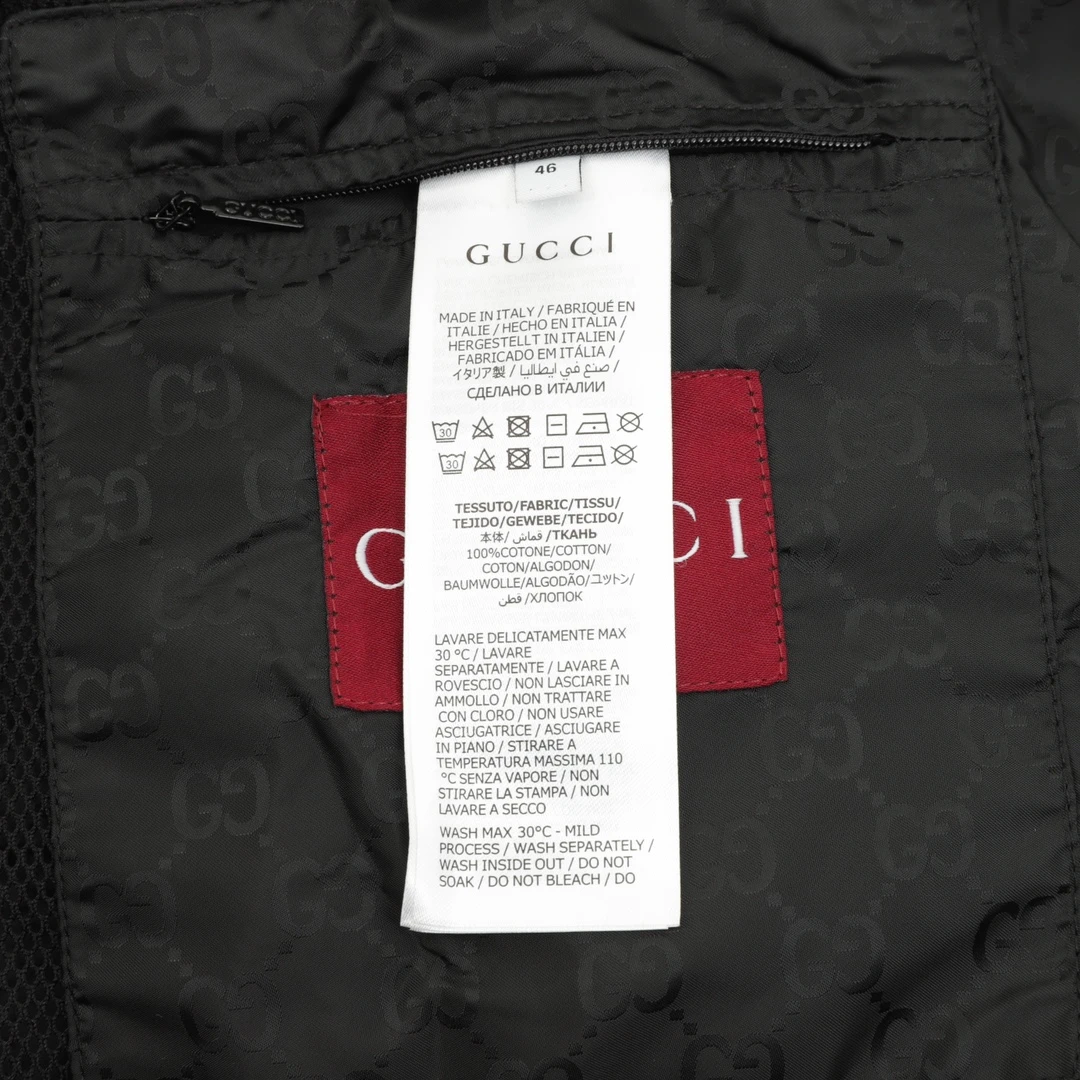 46
GUCCI
MADE IN ITALY / FABRIQUÉ EN
ITALIE / HECHO EN ITALIA /
HERGESTELLT IN ITALIEN /
FABRICADO EM ITÁLIA /
イタリア製 / صنع في ايطاليا /
СДЕЛАНО В ИТАЛИИ
30
30
TESSUTO/FABRIC/TISSU/
TEJIDO/GEWEBE/TECIDO/
本体/ قماش /ТКАНЬ
100%COTONE/COTTON/
COTON/ALGODON/
BAUMWOLLE/ALGODÃO/コットン/
قطن /ХЛОПОК
G CI
LAVARE DELICATAMENTE MAX
30 °C / LAVARE
SEPARATAMENTE / LAVARE A
ROVESCIO / NON LASCIARE IN
AMMOLLO / NON TRATTARE
CON CLORO / NON USARE
ASCIUGATRICE / ASCIUGARE
IN PIANO / STIRARE A
TEMPERATURA MASSIMA 110
°C SENZA VAPORE / NON
STIRARE LA STAMPA / NON
LAVARE A SECCO
WASH MAX 30°C - MILD
PROCESS / WASH SEPARATELY /
WASH INSIDE OUT / DO NOT
SOAK / DO NOT BLEACH / DO